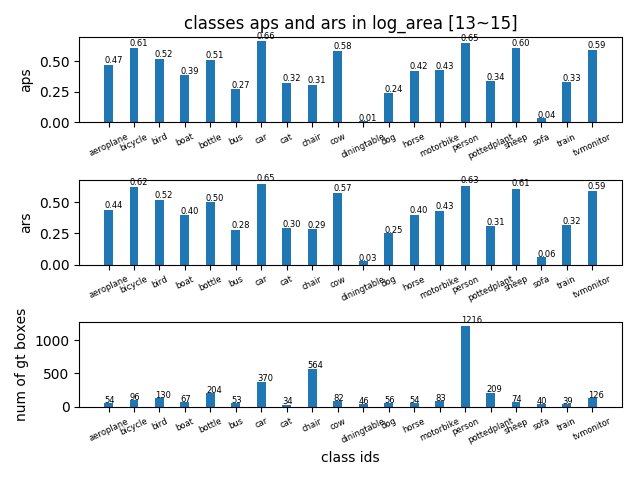 classes aps and ars in log_area [13~15]
aps
0.50
0.25
0.00
0.47 0.61 0.52 0.39 0.51 0.27 0.66 0.32 0.31 0.58 0.01 0.24 0.42 0.43 0.65 0.34 0.60 0.04 0.33 0.59
aeroplane bicycle bird boat bottle bus car cat chair cow diningtable dog horse motorbike person pottedplant sheep sofa train tvmonitor
ars
0.50
0.25
0.00
0.44 0.62 0.52 0.40 0.50 0.28 0.65 0.30 0.29 0.57 0.03 0.25 0.40 0.43 0.63 0.31 0.61 0.06 0.32 0.59
aeroplane bicycle bird boat bottle bus car cat chair cow diningtable dog horse motorbike person pottedplant sheep sofa train tvmonitor
num of gt boxes
1000
500
0
54 96 130 67 204 53 370 34 564 82 46 56 54 83 1216 209 74 40 39 126
aeroplane bicycle bird boat bottle bus car cat chair cow diningtable dog horse motorbike person pottedplant sheep sofa train tvmonitor
class ids